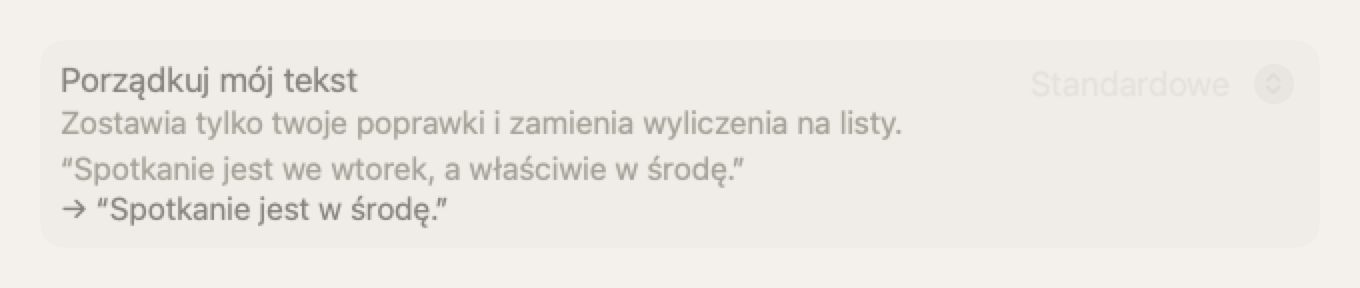 Porządkuj mój tekst
Standardowe
Zostawia tylko twoje poprawki i zamienia wyliczenia na listy.
“Spotkanie jest we wtorek, a właściwie w środę.”
→ “Spotkanie jest w środę.”